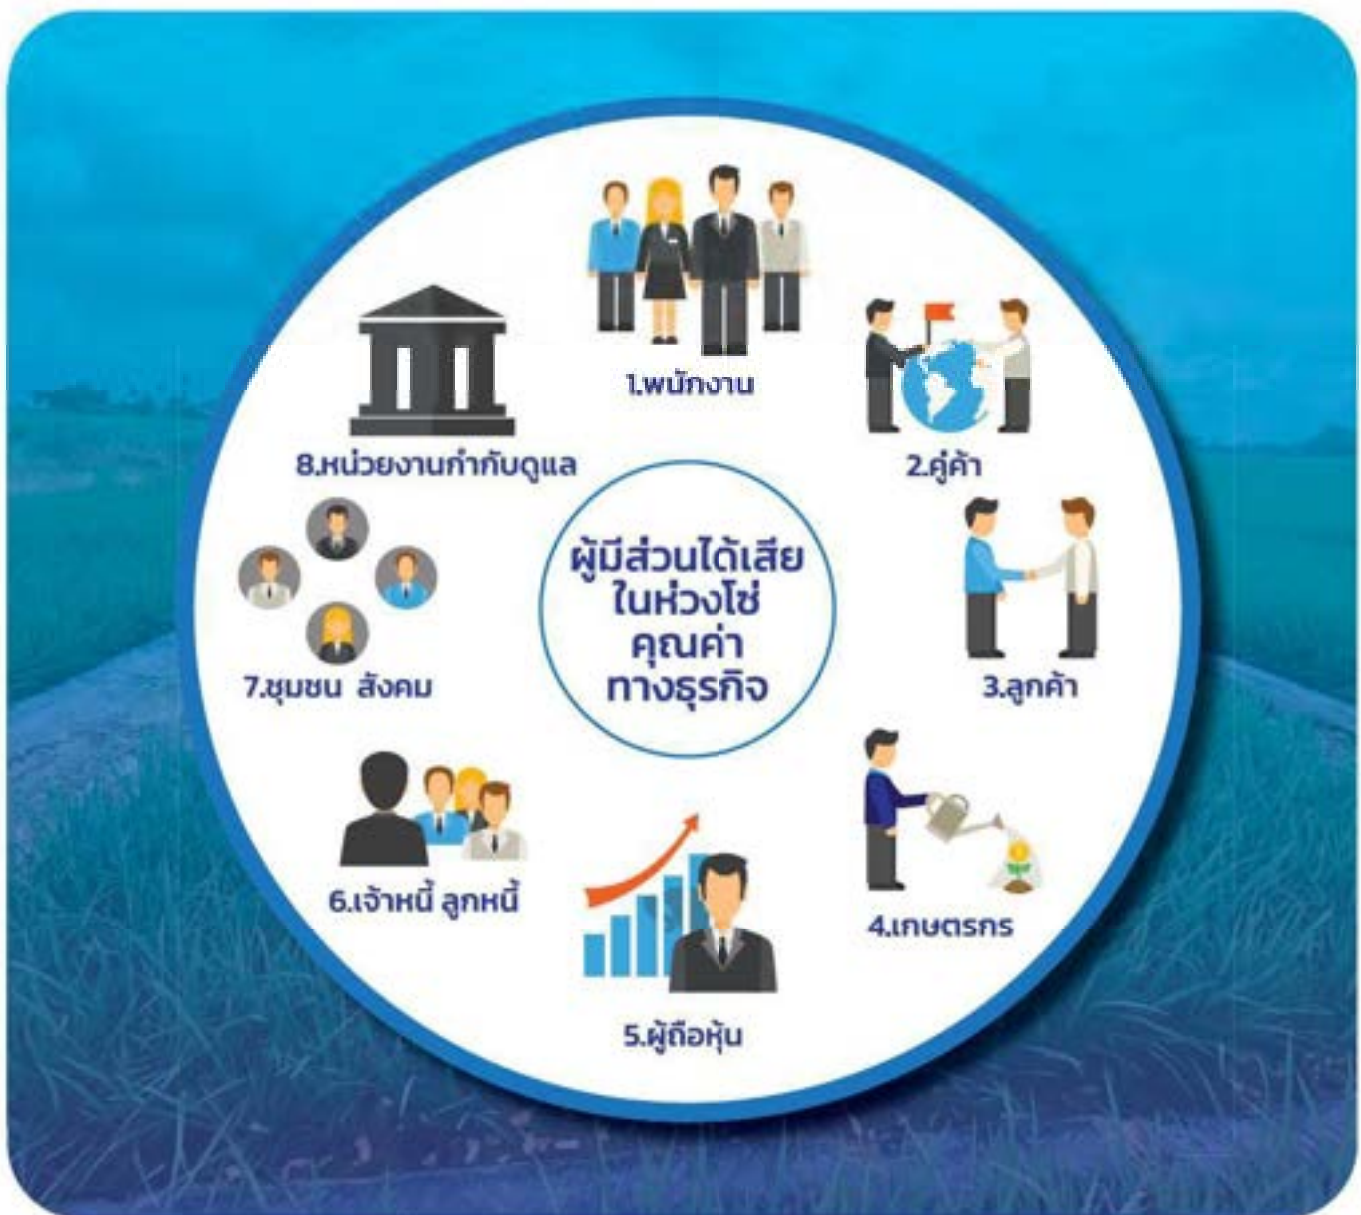 ผู้มีส่วนได้เสีย
ในห่วงโซ่
คุณค่า
ทางธุรกิจ
1.พนักงาน
2.คู่ค้า
3.ลูกค้า
4.เกษตรกร
5.ผู้ถือหุ้น
6.เจ้าหนี้ ลูกหนี้
7.ชุมชน สังคม
8.หน่วยงานกำกับดูแล